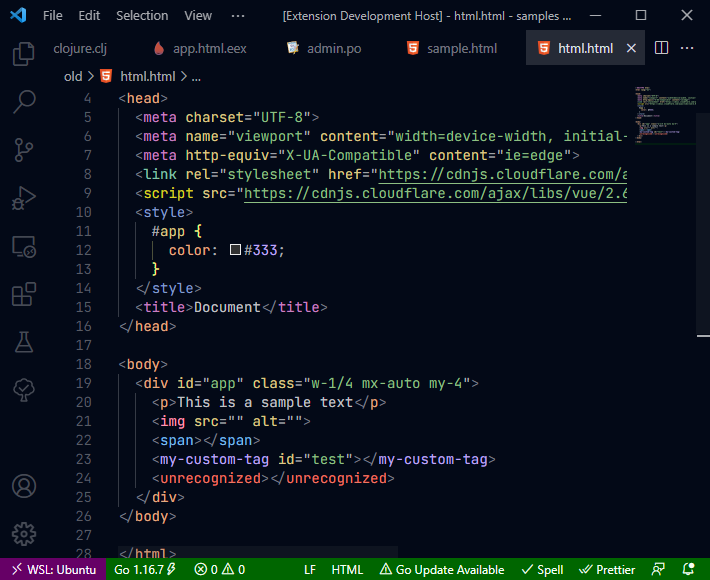 File Edit Selection View ··· [Extension Development Host] - html.html - samples ...
clojure.clj app.html.eex admin.po sample.html html.html
old > html.html > ...
4 <head>
5 <meta charset="UTF-8">
6 <meta name="viewport" content="width=device-width, initial-
7 <meta http-equiv="X-UA-Compatible" content="ie=edge">
8 <link rel="stylesheet" href="https://cdnjs.cloudflare.com/a
9 <script src="https://cdnjs.cloudflare.com/ajax/libs/vue/2.6
10 <style>
11 #app {
12 color: #333;
13 }
14 </style>
15 <title>Document</title>
16 </head>
17
18 <body>
19 <div id="app" class="w-1/4 mx-auto my-4">
20 <p>This is a sample text</p>
21 <img src="" alt="">
22 <span></span>
23 <my-custom-tag id="test"></my-custom-tag>
24 <unrecognized></unrecognized>
25 </div>
26 </body>
27
28 </html>
WSL: Ubuntu Go 1.16.7 0 0 LF HTML Go Update Available Spell Prettier